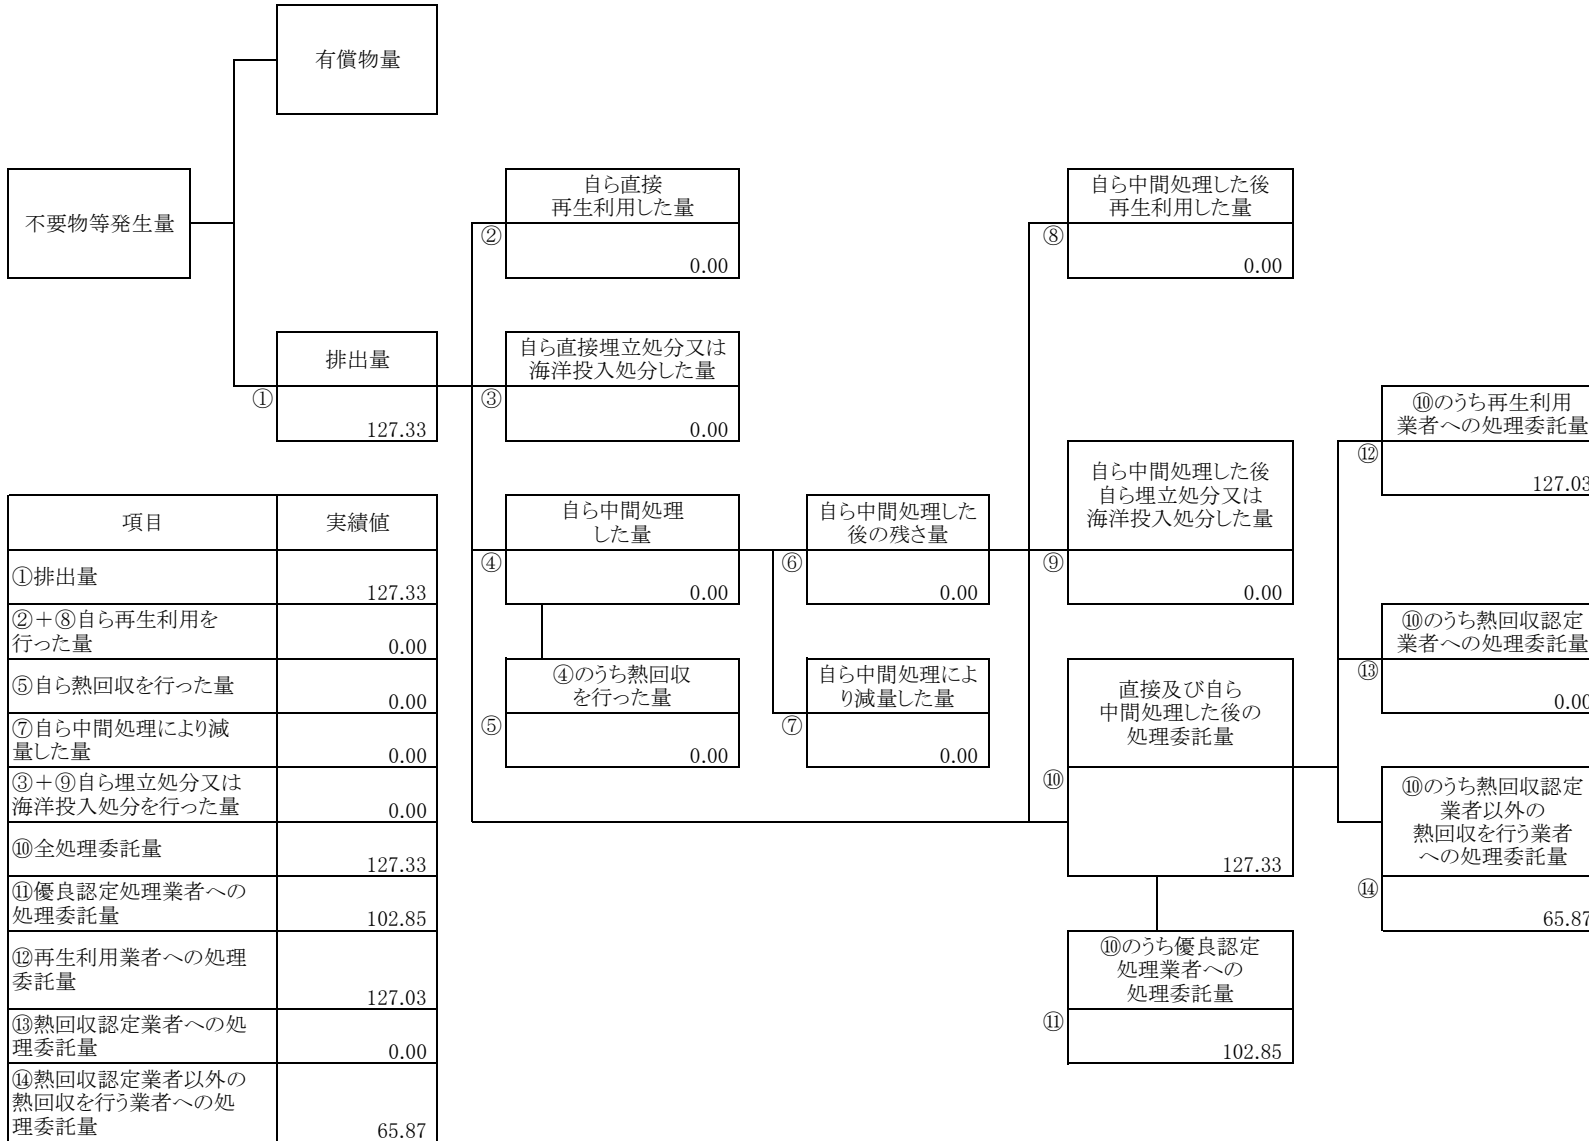 有償物量
不要物等発生量
自ら直接
再生利用した量
②
0.00
自ら中間処理した後
再生利用した量
⑧
0.00
排出量
①
127.33
自ら直接埋立処分又は
海洋投入処分した量
③
0.00
⑩のうち再生利用
業者への処理委託量
⑫
127.03
自ら中間処理
した量
④
0.00
自ら中間処理した
後の残さ量
⑥
0.00
自ら中間処理した後
自ら埋立処分又は
海洋投入処分した量
⑨
0.00
⑩のうち熱回収認定
業者への処理委託量
⑬
0.00
④のうち熱回収
を行った量
⑤
0.00
自ら中間処理によ
り減量した量
⑦
0.00
直接及び自ら
中間処理した後の
処理委託量
⑩
127.33
⑩のうち熱回収認定
業者以外の
熱回収を行う業者
への処理委託量
⑭
65.87
⑩のうち優良認定
処理業者への
処理委託量
⑪
102.85
項目 実績値
①排出量 127.33
②＋⑧自ら再生利用を
行った量 0.00
⑤自ら熱回収を行った量 0.00
⑦自ら中間処理により減
量した量 0.00
③＋⑨自ら埋立処分又は
海洋投入処分を行った量 0.00
⑩全処理委託量 127.33
⑪優良認定処理業者への
処理委託量 102.85
⑫再生利用業者への処理
委託量 127.03
⑬熱回収認定業者への処
理委託量 0.00
⑭熱回収認定業者以外の
熱回収を行う業者への処
理委託量 65.87